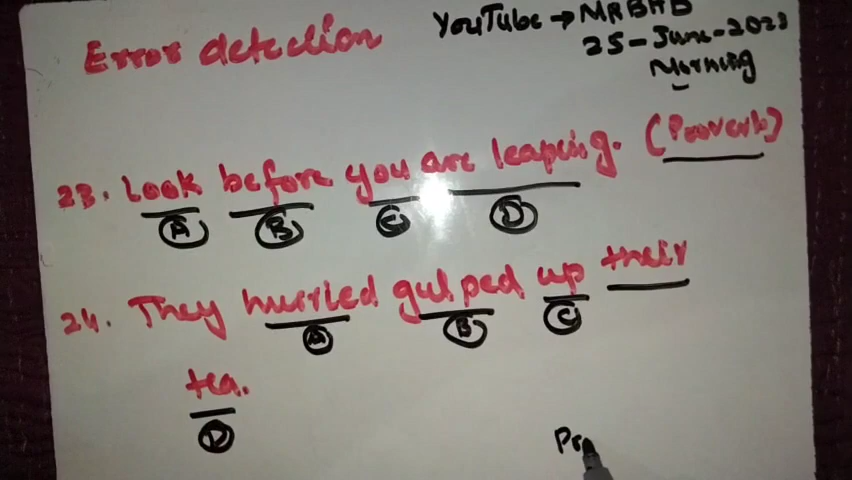 Error detection
YouTube → MRBHB
25-June-2023
Morning
23. Look before you are leaping. (Proverb)
A B C D
24. They hurried gulped up their
A B C
tea.
D
Pr